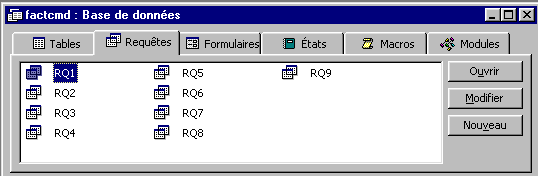 factcmd : Base de données
Tables Requêtes Formulaires États Macros Modules
RQ1 RQ5 RQ9 Ouvrir
RQ2 RQ6 Modifier
RQ3 RQ7 Nouveau
RQ4 RQ8